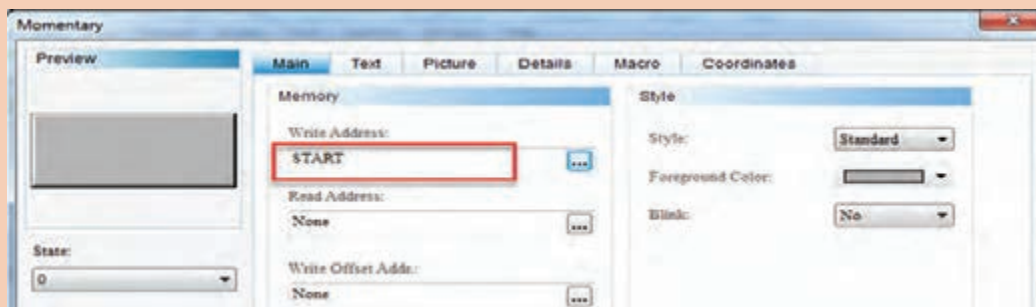 Momentary
Preview
Main Text Picture Details Macro Coordinates
Memory
Style
Write Address:
START
...
Style:
Standard
Foreground Color:
Read Address:
None
...
Blink:
No
State:
0
Write Offset Addr.:
None
...